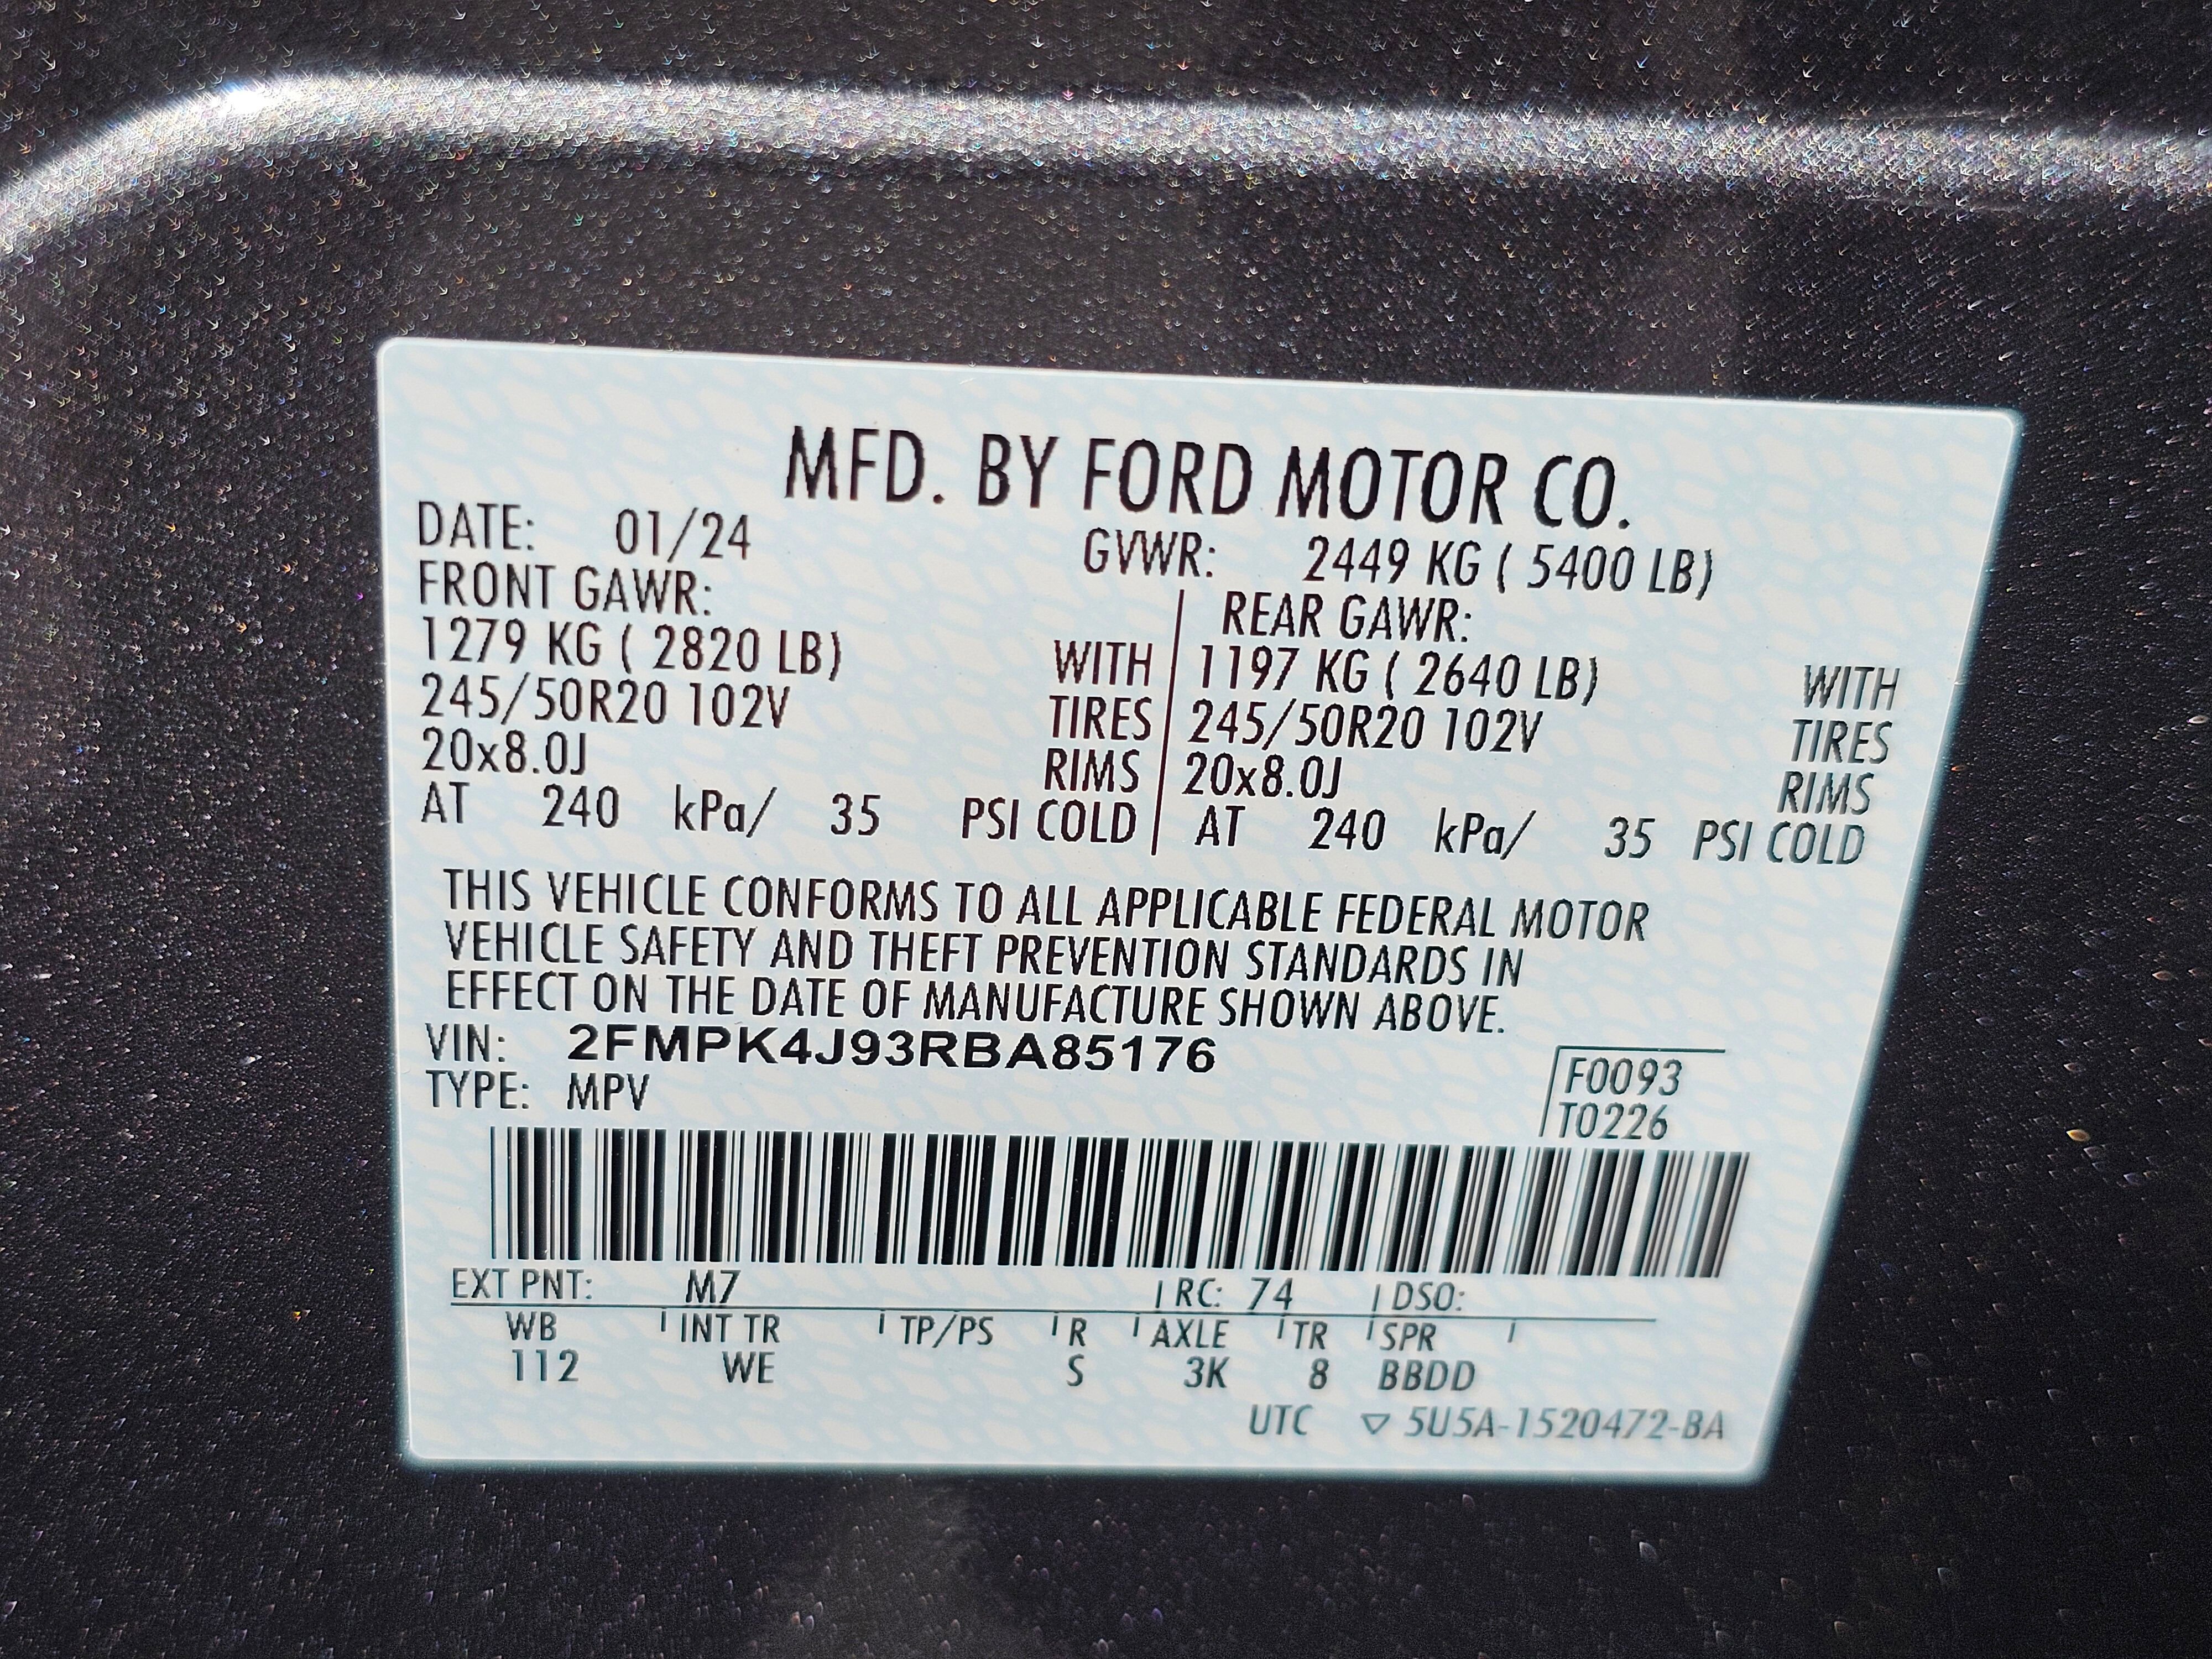 MFD. BY FORD MOTOR CO.
DATE: 01/24 GVWR: 2449 KG ( 5400 LB)
FRONT GAWR: REAR GAWR:
1279 KG ( 2820 LB) WITH 1197 KG ( 2640 LB) WITH
245/50R20 102V TIRES 245/50R20 102V TIRES
20x8.0J RIMS 20x8.0J RIMS
AT 240 kPa/ 35 PSI COLD AT 240 kPa/ 35 PSI COLD
THIS VEHICLE CONFORMS TO ALL APPLICABLE FEDERAL MOTOR
VEHICLE SAFETY AND THEFT PREVENTION STANDARDS IN
EFFECT ON THE DATE OF MANUFACTURE SHOWN ABOVE.
VIN: 2FMPK4J93RBA85176
TYPE: MPV
F0093
T0226
EXT PNT: M7 RC: 74 DSO:
WB INT TR TP/PS R AXLE TR SPR
112 WE S 3K 8 BBDD
UTC ▽ 5U5A-1520472-BA